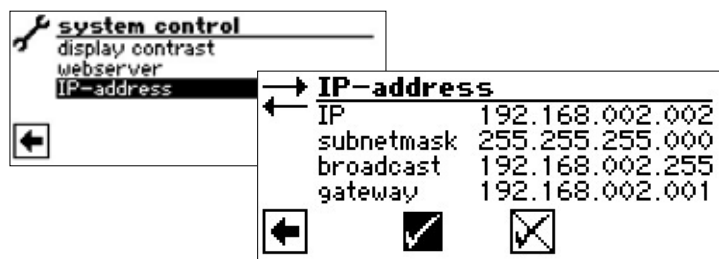 system control
display contrast
webserver
IP-address
IP-address
IP 192.168.002.002
subnetmask 255.255.255.000
broadcast 192.168.002.255
gateway 192.168.002.001